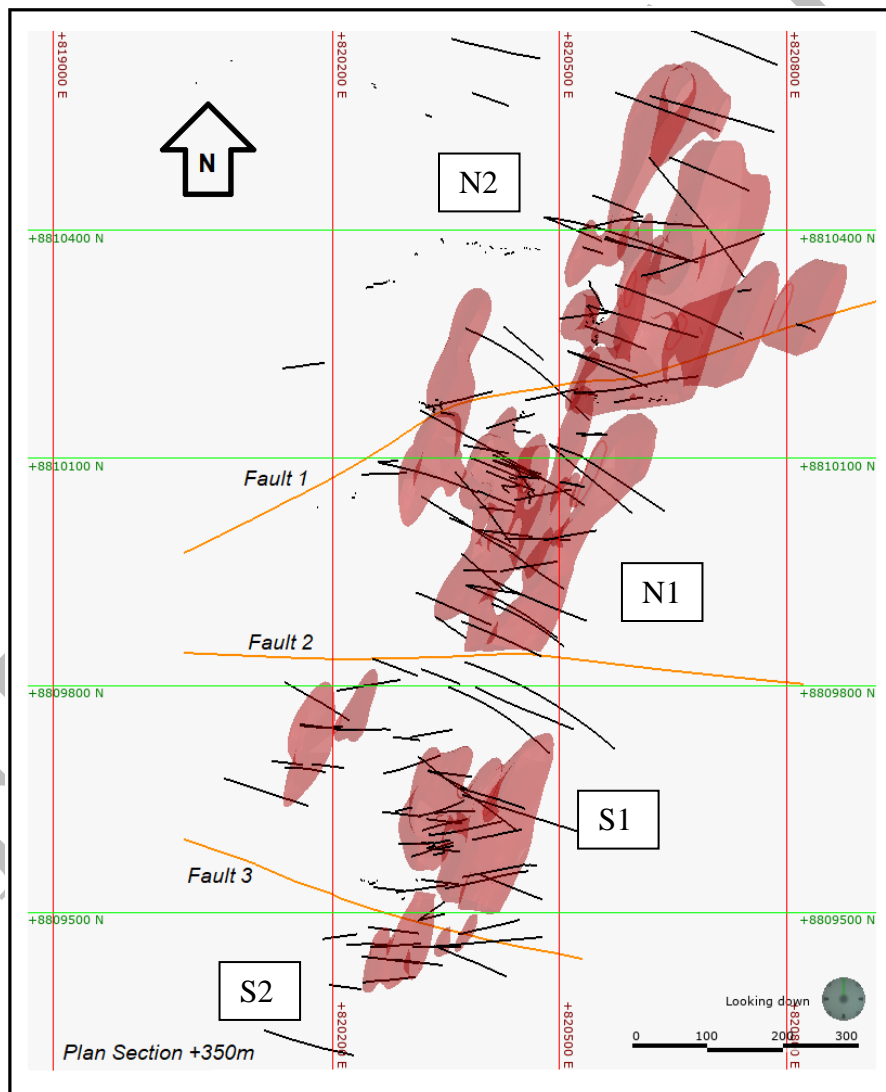 +819000 E
+820200 E
+820500 E
+820800 E
N
N2
+8810400 N
+8810400 N
Fault 1
+8810100 N
+8810100 N
N1
Fault 2
+8809800 N
+8809800 N
S1
Fault 3
+8809500 N
+8809500 N
S2
Looking down
0 100 200 300
Plan Section +350m
+820200 E
+820500 E